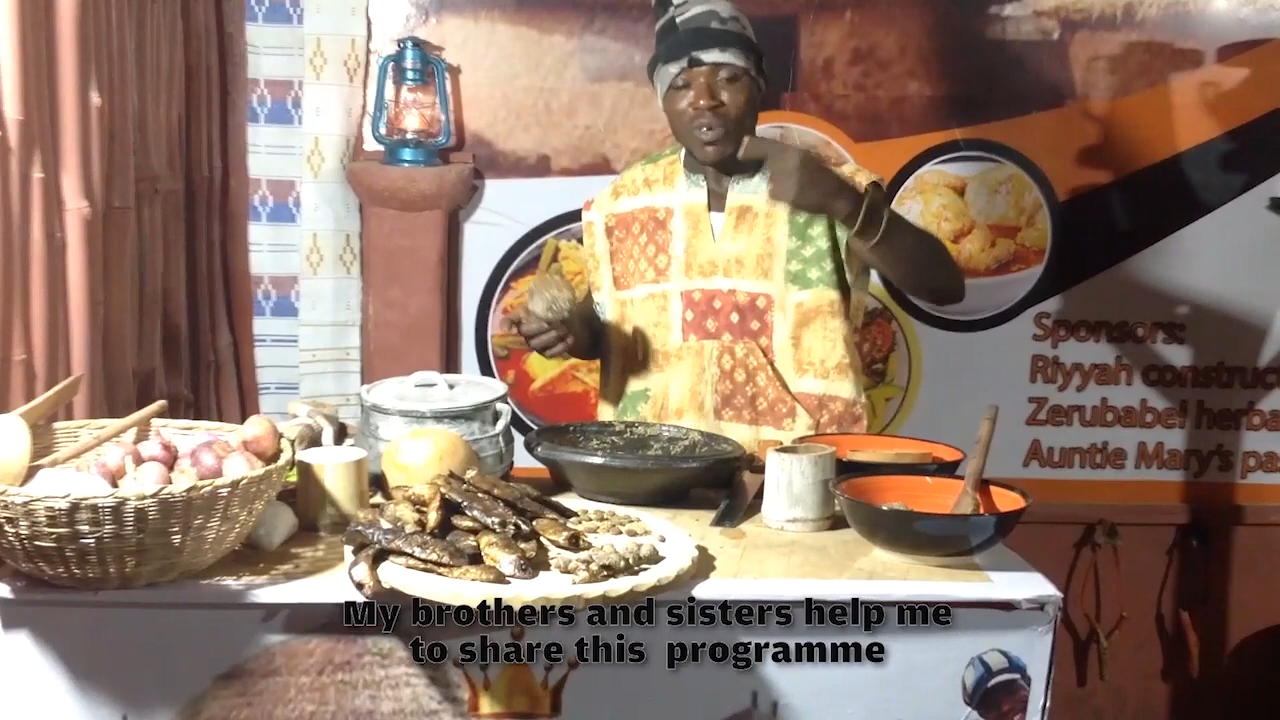 Sponsors:
Riyyah construc
Zerubabel herba
Auntie Mary's pa
My brothers and sisters help me
to share this programme